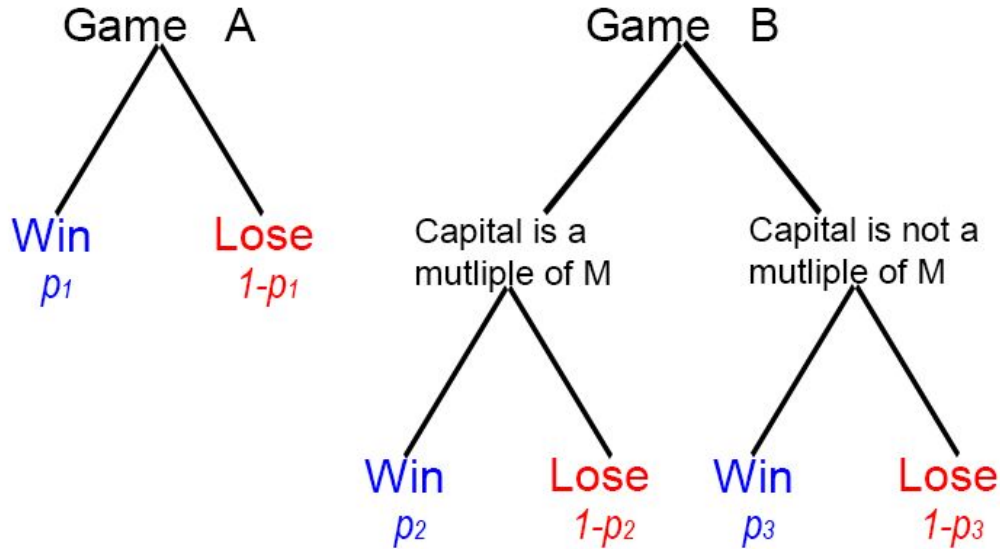 Game A
Win
p1
Lose
1-p1
Game B
Capital is a
mutliple of M
Capital is not a
mutliple of M
Win
p2
Lose
1-p2
Win
p3
Lose
1-p3